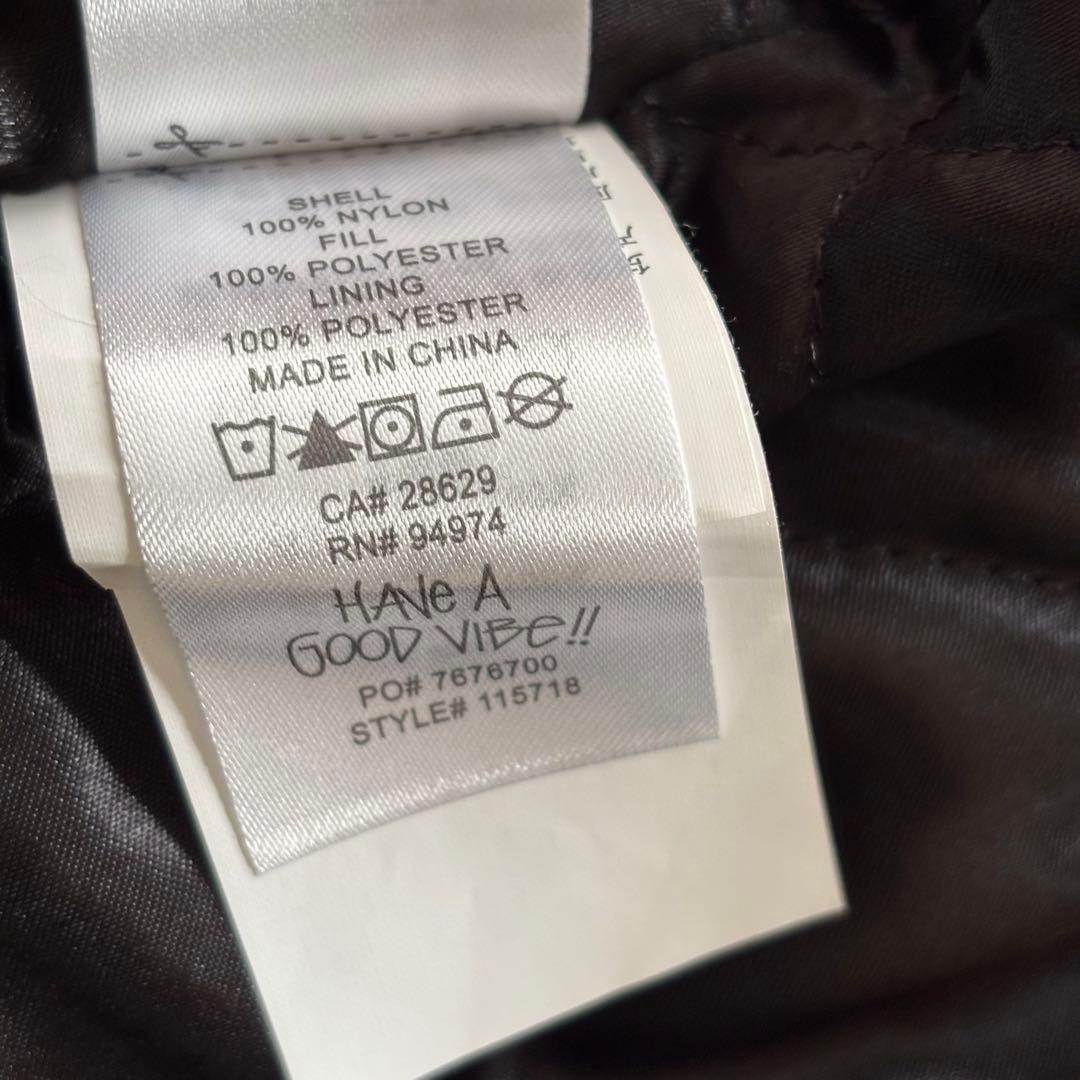 SHELL
100% NYLON
FILL
100% POLYESTER
LINING
100% POLYESTER
MADE IN CHINA
CA# 28629
RN# 94974
HAVE A
GOOD VIBE!!
PO# 7676700
STYLE# 115718